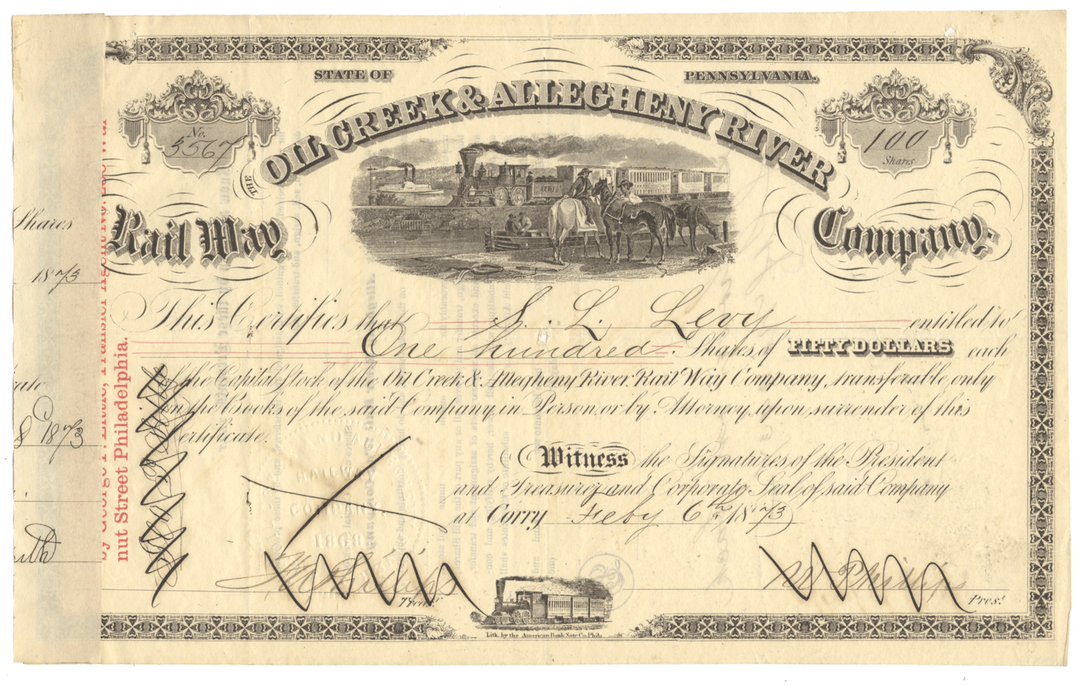 STATE OF PENNSYLVANIA.
No. 5567
THE OIL CREEK & ALLEGHENY RIVER
100
Shares
Rail Way Company.
Shares
1873
This Certifies that S. L. Levy entitled to
One hundred Shares of FIFTY DOLLARS each
of the Capital Stock of the Oil Creek & Allegheny River Rail Way Company, transferable only
on the Books of the said Company in Person or by Attorney upon surrender of this
Certificate.
8 1873
Witness the Signatures of the President
and Treasurer and Corporate Seal of said Company
at Corry Feby 6th 1873
Phillips
Treas.
Pres.
Lith. by the American Bank Note Co. Phila.
nut Street Philadelphia.